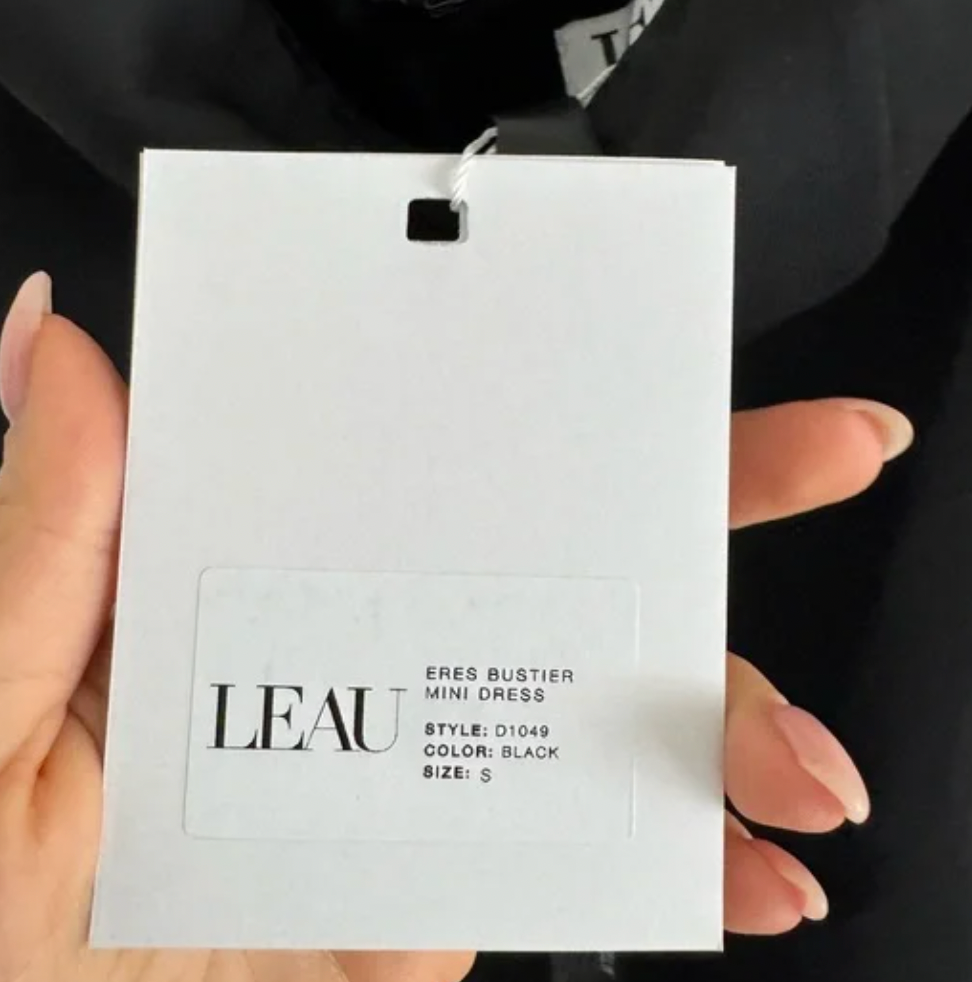 LEAU
ERES BUSTIER
MINI DRESS
STYLE: D1049
COLOR: BLACK
SIZE: S